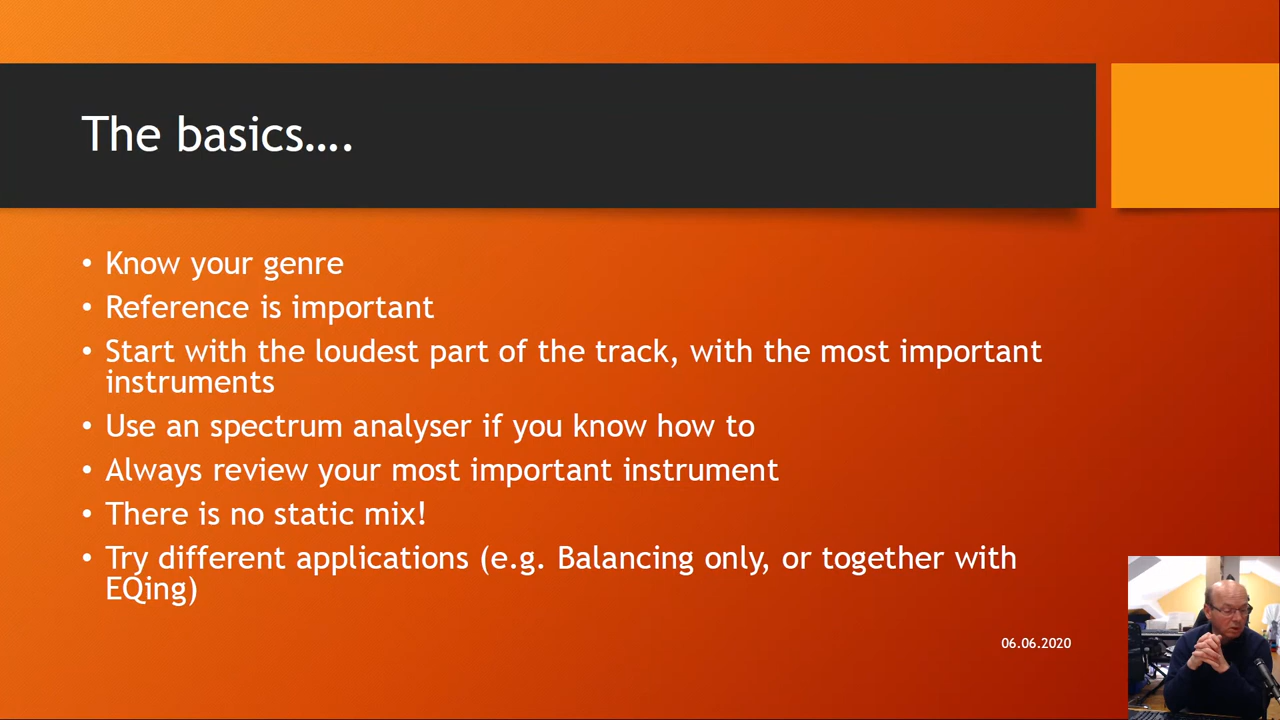 The basics….
• Know your genre
• Reference is important
• Start with the loudest part of the track, with the most important
instruments
• Use an spectrum analyser if you know how to
• Always review your most important instrument
• There is no static mix!
• Try different applications (e.g. Balancing only, or together with
EQing)
06.06.2020